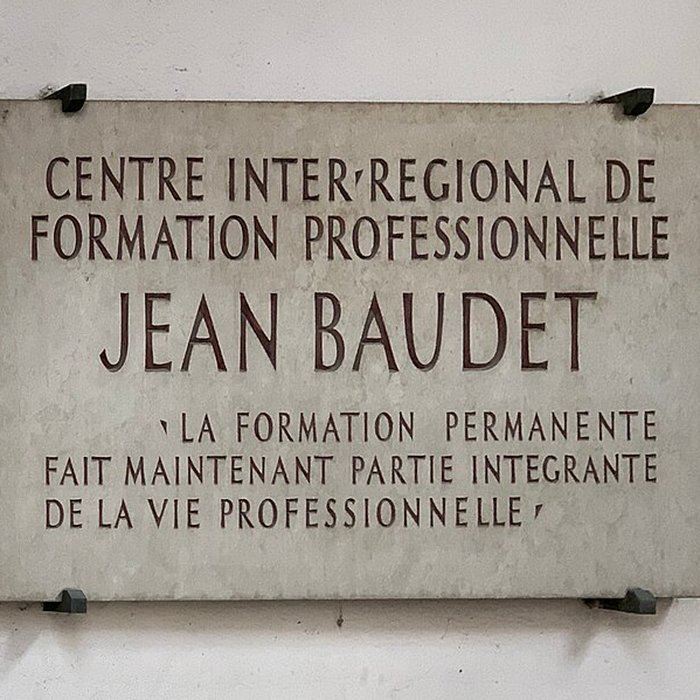 CENTRE INTER-REGIONAL DE
FORMATION PROFESSIONNELLE
JEAN BAUDET
" LA FORMATION PERMANENTE
FAIT MAINTENANT PARTIE INTEGRANTE
DE LA VIE PROFESSIONNELLE "